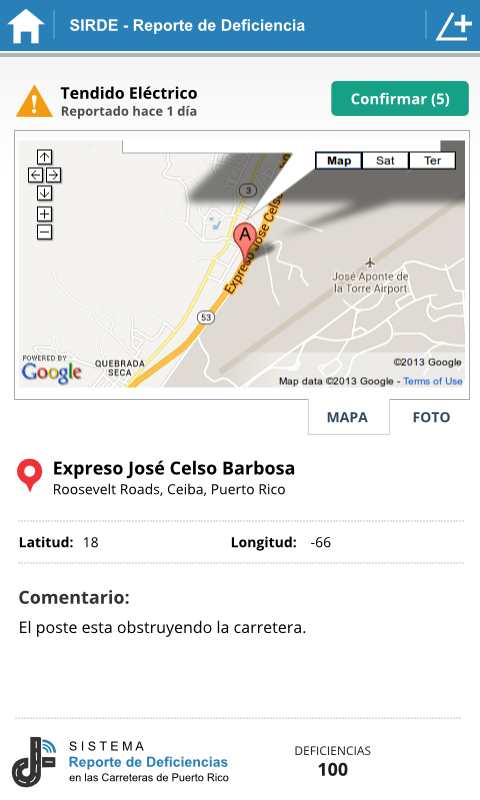 SIRDE - Reporte de Deficiencia
Tendido Eléctrico
Reportado hace 1 día
Confirmar (5)
Map
Sat
Ter
3
A
Expreso José Celso
José Aponte de
la Torre Airport
53
QUEBRADA
SECA
POWERED BY
Google
©2013 Google
Map data ©2013 Google - Terms of Use
MAPA
FOTO
Expreso José Celso Barbosa
Roosevelt Roads, Ceiba, Puerto Rico
Latitud: 18
Longitud: -66
Comentario:
El poste esta obstruyendo la carretera.
SISTEMA
Reporte de Deficiencias
en las Carreteras de Puerto Rico
DEFICIENCIAS
100